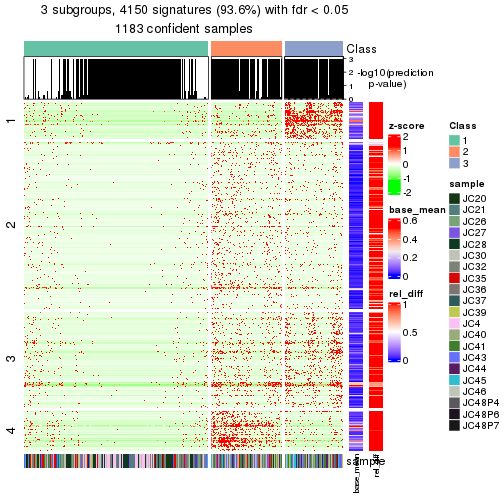 3 subgroups, 4150 signatures (93.6%) with fdr < 0.05
1183 confident samples
Class
3
2
1
0
-log10(prediction
p-value)
1
2
3
4
z-score
2
1
0
-1
-2
base_mean
0.6
0.4
0.2
0
rel_diff
1
0.5
0
Class
1
2
3
sample
JC20
JC21
JC26
JC27
JC28
JC30
JC32
JC35
JC36
JC37
JC39
JC4
JC40
JC41
JC43
JC44
JC45
JC46
JC48P4
JC48P6
JC48P7
sample
base_mean
rel_diff